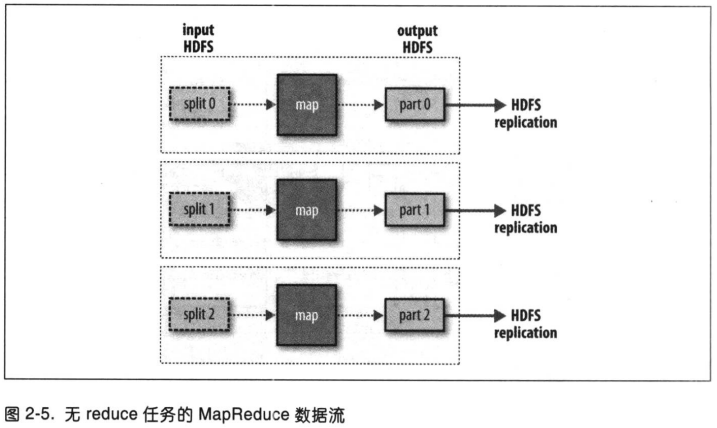 input
HDFS
output
HDFS
split 0
map
part 0
HDFS
replication
split 1
map
part 1
HDFS
replication
split 2
map
part 2
HDFS
replication
图 2-5. 无 reduce 任务的 MapReduce 数据流